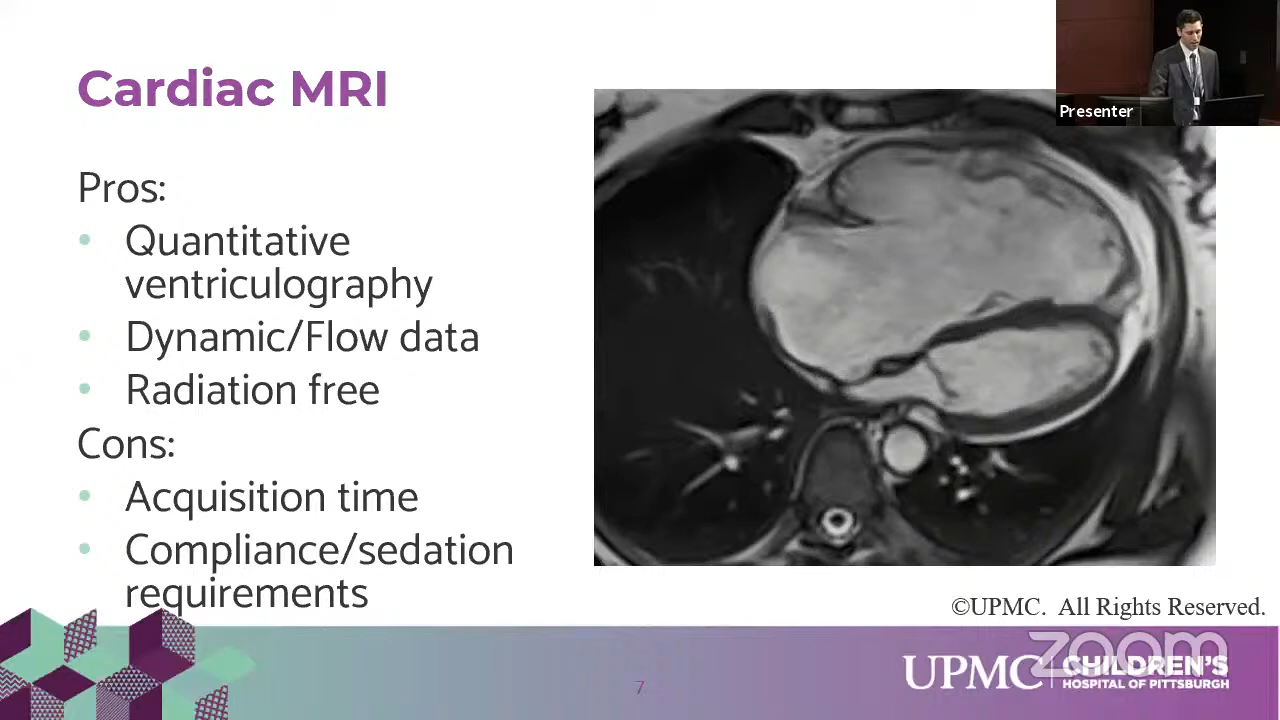 Cardiac MRI
Presenter
Pros:
• Quantitative
ventriculography
• Dynamic/Flow data
• Radiation free
Cons:
• Acquisition time
• Compliance/sedation
requirements
©UPMC. All Rights Reserved.
zoom
UPMC CHILDREN'S
HOSPITAL OF PITTSBURGH
7